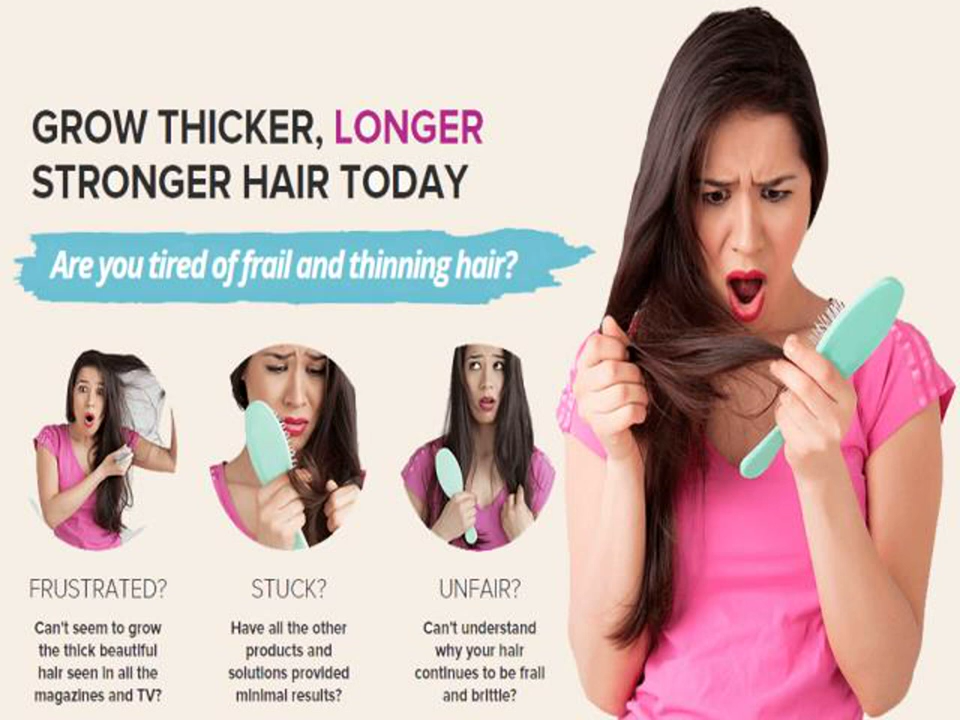 GROW THICKER, LONGER
STRONGER HAIR TODAY
Are you tired of frail and thinning hair?
FRUSTRATED?
Can't seem to grow
the thick beautiful
hair seen in all the
magazines and TV?
STUCK?
Have all the other
products and
solutions provided
minimal results?
UNFAIR?
Can't understand
why your hair
continues to be frail
and brittle?